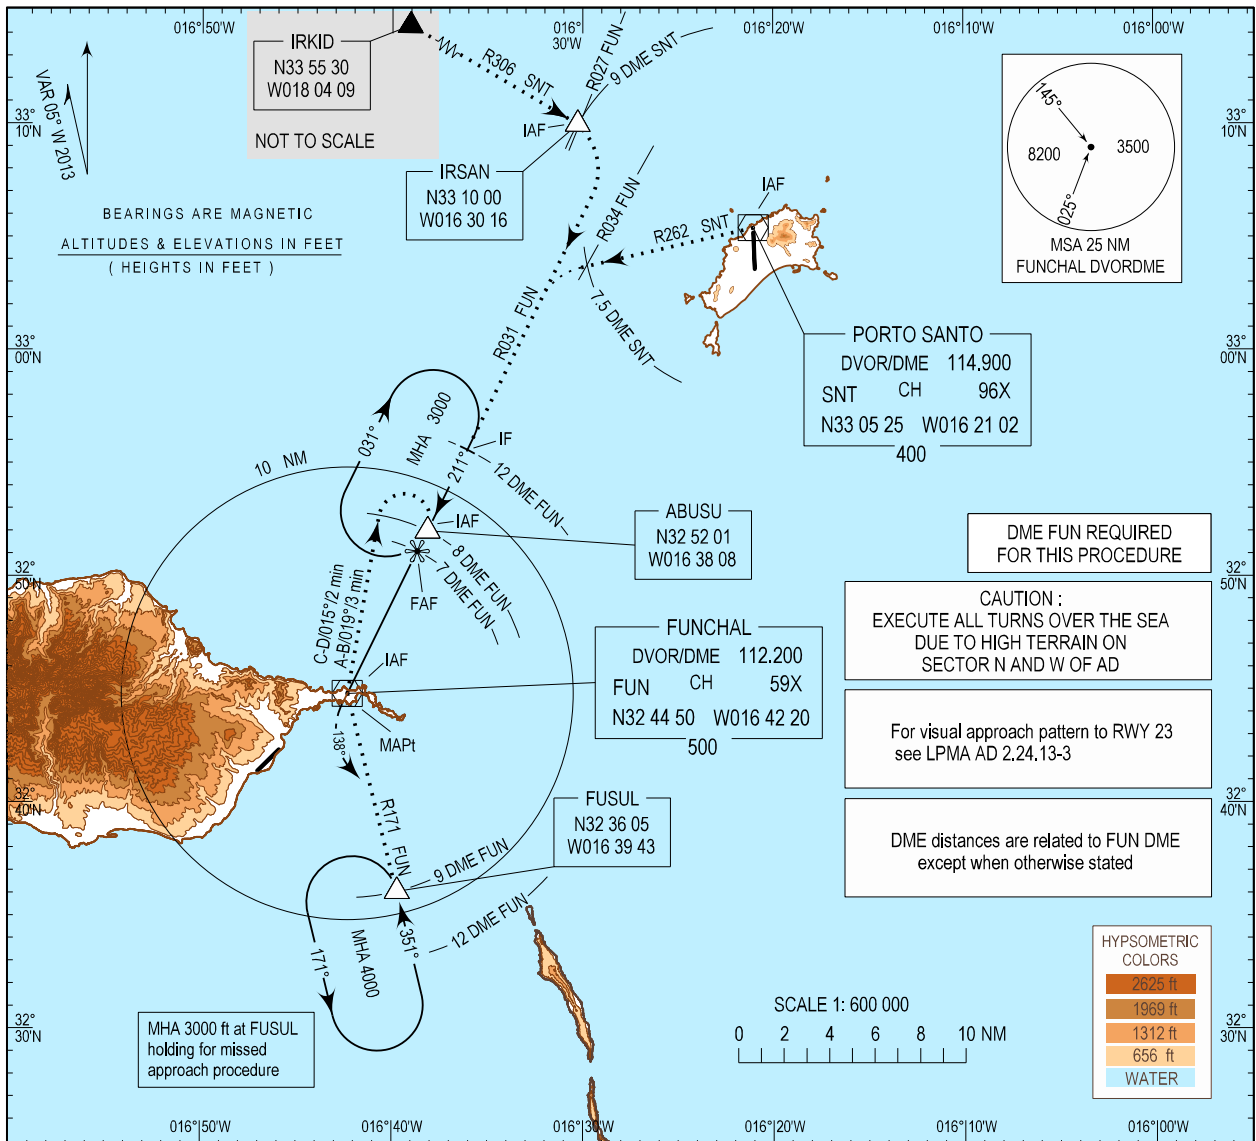 016°50'W
016°
30'W
016°20'W
016°10'W
016°00'W
IRKID
N33 55 30
W018 04 09
NOT TO SCALE
VAR 05° W 2013
R306 SNT
R027 FUN
9 DME SNT
33°
10'N
IAF
33°
10'N
IRSAN
N33 10 00
W016 30 16
145°
8200
3500
025°
MSA 25 NM
FUNCHAL DVORDME
BEARINGS ARE MAGNETIC
ALTITUDES & ELEVATIONS IN FEET
( HEIGHTS IN FEET )
R034 FUN
IAF
R262 SNT
7.5 DME SNT
R031 FUN
33°
00'N
33°
00'N
PORTO SANTO
DVOR/DME 114.900
SNT CH 96X
N33 05 25 W016 21 02
400
031°
MHA 3000
211°
IF
12 DME FUN
10 NM
IAF
ABUSU
N32 52 01
W016 38 08
8 DME FUN
7 DME FUN
FAF
DME FUN REQUIRED
FOR THIS PROCEDURE
32°
50'N
32°
50'N
C-D/015°/2 min
A-B/019°/3 min
CAUTION :
EXECUTE ALL TURNS OVER THE SEA
DUE TO HIGH TERRAIN ON
SECTOR N AND W OF AD
IAF
FUNCHAL
DVOR/DME 112.200
FUN CH 59X
N32 44 50 W016 42 20
500
138°
MAPt
For visual approach pattern to RWY 23
see LPMA AD 2.24.13-3
32°
40'N
32°
40'N
R171 FUN
FUSUL
N32 36 05
W016 39 43
DME distances are related to FUN DME
except when otherwise stated
9 DME FUN
12 DME FUN
171°
MHA 4000
351°
HYPSOMETRIC
COLORS
2625 ft
1969 ft
1312 ft
656 ft
WATER
SCALE 1: 600 000
0 2 4 6 8 10 NM
32°
30'N
32°
30'N
MHA 3000 ft at FUSUL
holding for missed
approach procedure
016°50'W
016°40'W
016°30'W
016°20'W
016°10'W
016°00'W